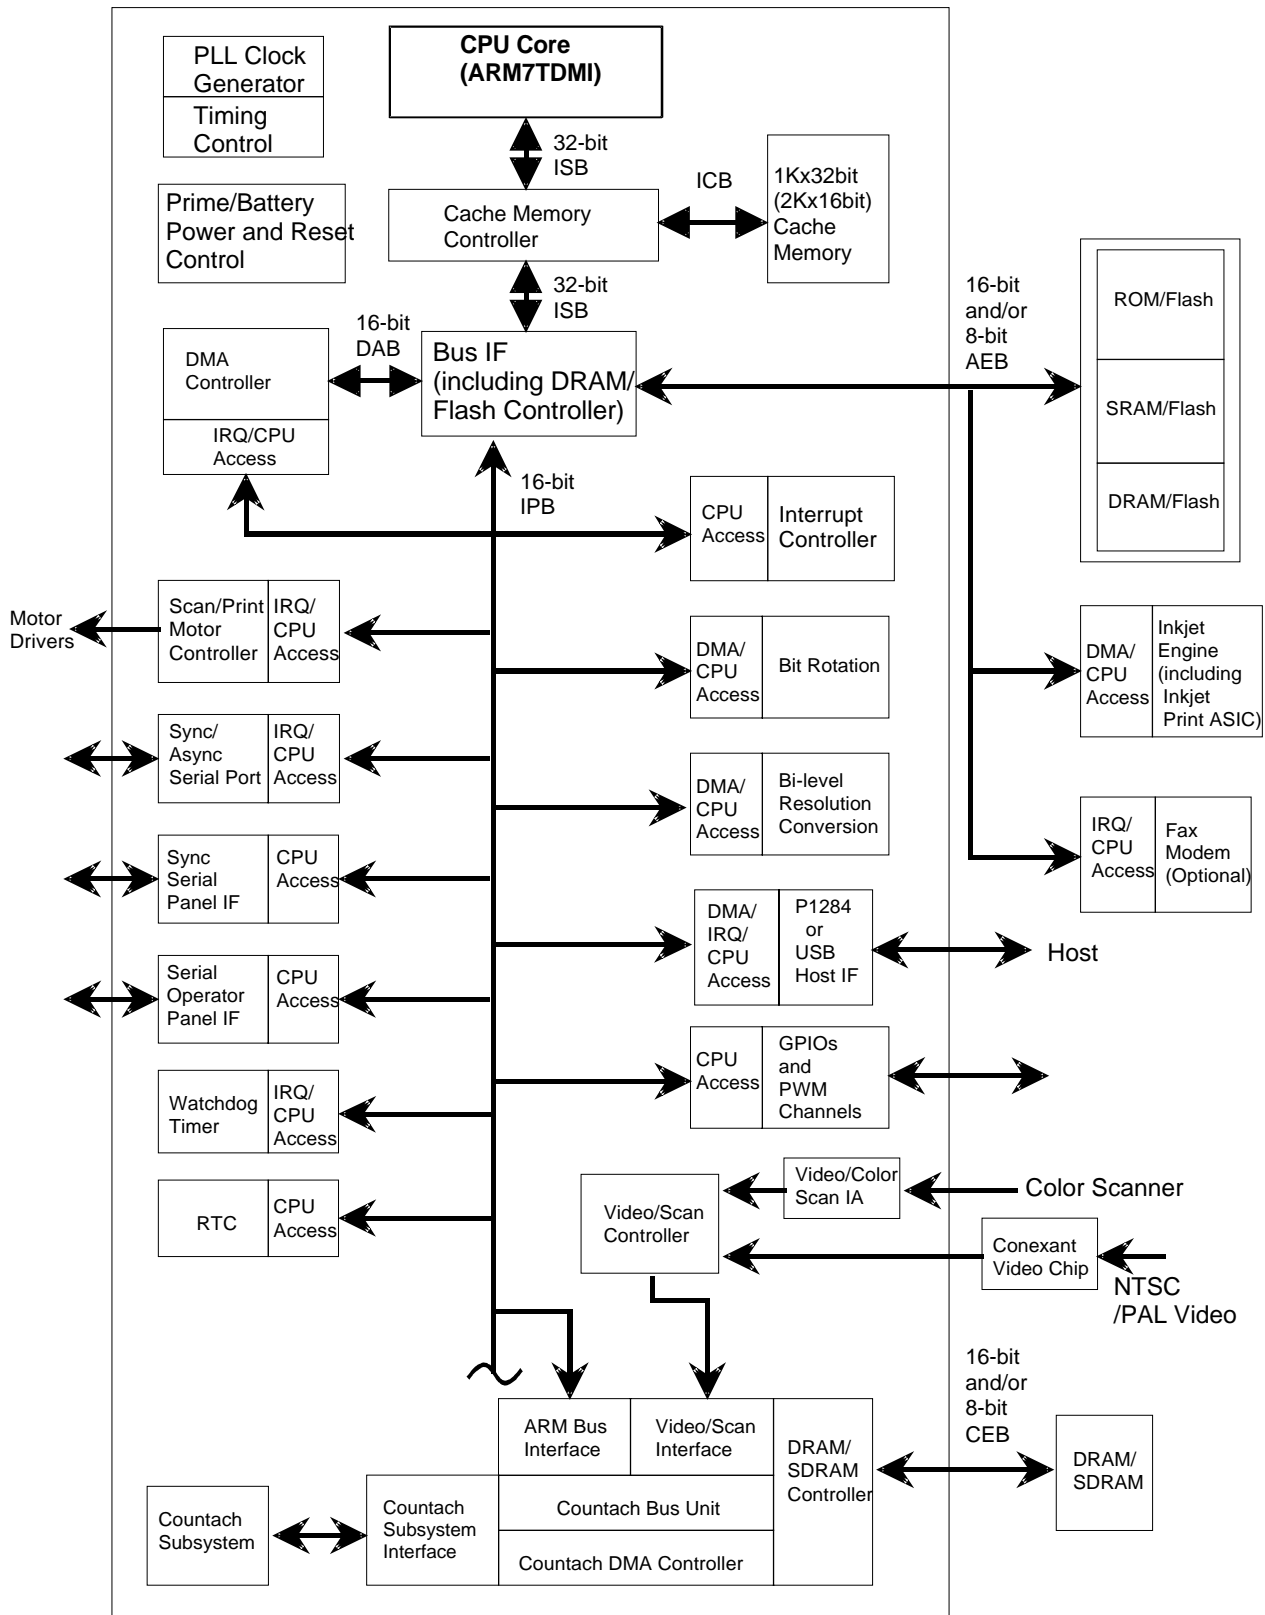 PLL Clock
Generator
Timing
Control
CPU Core
(ARM7TDMI)
32-bit
ISB
Prime/Battery
Power and Reset
Control
Cache Memory
Controller
ICB
1Kx32bit
(2Kx16bit)
Cache
Memory
32-bit
ISB
16-bit
DAB
DMA
Controller
IRQ/CPU
Access
Bus IF
(including DRAM/
Flash Controller)
16-bit
and/or
8-bit
AEB
ROM/Flash
SRAM/Flash
DRAM/Flash
16-bit
IPB
CPU
Access
Interrupt
Controller
Motor
Drivers
Scan/Print
Motor
Controller
IRQ/
CPU
Access
DMA/
CPU
Access
Bit Rotation
DMA/
CPU
Access
Inkjet
Engine
(including
Inkjet
Print ASIC)
Sync/
Async
Serial Port
IRQ/
CPU
Access
DMA/
CPU
Access
Bi-level
Resolution
Conversion
IRQ/
CPU
Access
Fax
Modem
(Optional)
Sync
Serial
Panel IF
CPU
Access
DMA/
IRQ/
CPU
Access
P1284
or
USB
Host IF
Host
Serial
Operator
Panel IF
CPU
Access
CPU
Access
GPIOs
and
PWM
Channels
Watchdog
Timer
IRQ/
CPU
Access
RTC
CPU
Access
Video/Scan
Controller
Video/Color
Scan IA
Color Scanner
Conexant
Video Chip
NTSC
/PAL Video
16-bit
and/or
8-bit
CEB
ARM Bus
Interface
Video/Scan
Interface
DRAM/
SDRAM
Controller
DRAM/
SDRAM
Countach
Subsystem
Countach
Subsystem
Interface
Countach Bus Unit
Countach DMA Controller